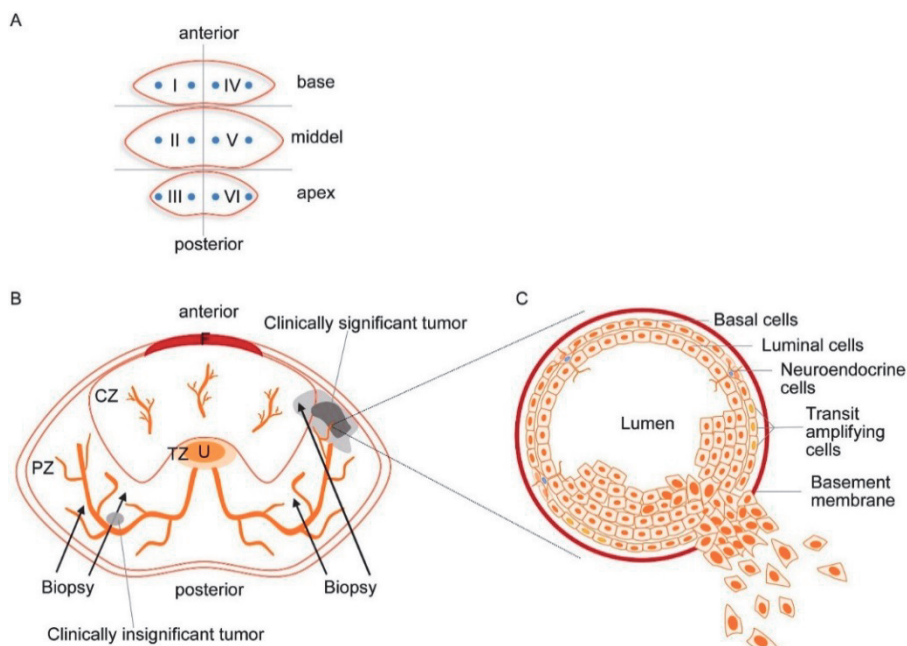 A
anterior
I IV base
II V middel
III VI apex
posterior
B
anterior
Clinically significant tumor
F
CZ
TZ U
PZ
Biopsy posterior Biopsy
Clinically insignificant tumor
C
Basal cells
Luminal cells
Neuroendocrine
cells
Lumen
Transit
amplifying
cells
Basement
membrane